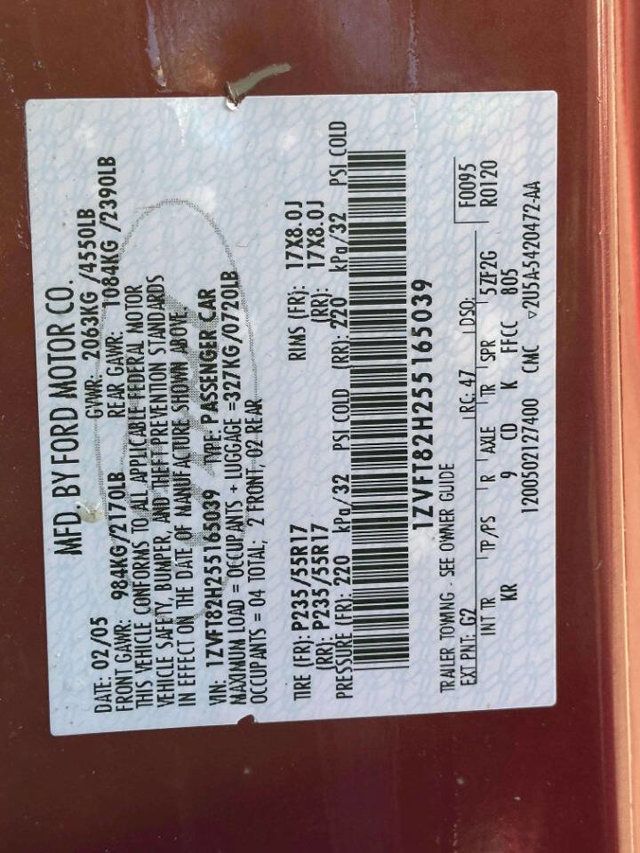 MFD. BY FORD MOTOR CO.
DATE: 02/05 GVWR: 2063KG /4550LB
FRONT GAWR: 984KG/2170LB REAR GAWR: 1084KG /2390LB
THIS VEHICLE CONFORMS TO ALL APPLICABLE FEDERAL MOTOR
VEHICLE SAFETY, BUMPER, AND THEFT PREVENTION STANDARDS
IN EFFECT ON THE DATE OF MANUFACTURE SHOWN ABOVE.
VIN: 1ZVFT82H255165039 TYPE: PASSENGER CAR
MAXIMUM LOAD = OCCUPANTS + LUGGAGE =327KG/0720LB
OCCUPANTS = 04 TOTAL; 2 FRONT, 02 REAR
TIRE (FR): P235/55R17 RIMS (FR): 17X8.0J
(RR): P235/55R17 (RR): 17X8.0J
PRESSURE (FR): 220 kPa/32 PSI COLD (RR): 220 kPa/32 PSI COLD
1ZVFT82H255165039
TRAILER TOWING - SEE OWNER GUIDE F0095
EXT PNT: G2 RC: 47 DSO: R0120
INT TR TP/PS R AXLE TR SPR 5ZF2G
KR 9 CD K FFCC 805
1200502127400 CMC ▽2U5A-5420472-AA